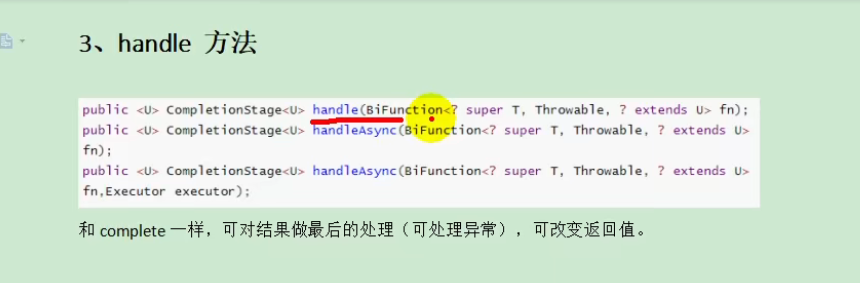 3、handle 方法
public <U> CompletionStage<U> handle(BiFunction<? super T, Throwable, ? extends U> fn);
public <U> CompletionStage<U> handleAsync(BiFunction<? super T, Throwable, ? extends U>
fn);
public <U> CompletionStage<U> handleAsync(BiFunction<? super T, Throwable, ? extends U>
fn,Executor executor);
和 complete 一样，可对结果做最后的处理（可处理异常），可改变返回值。